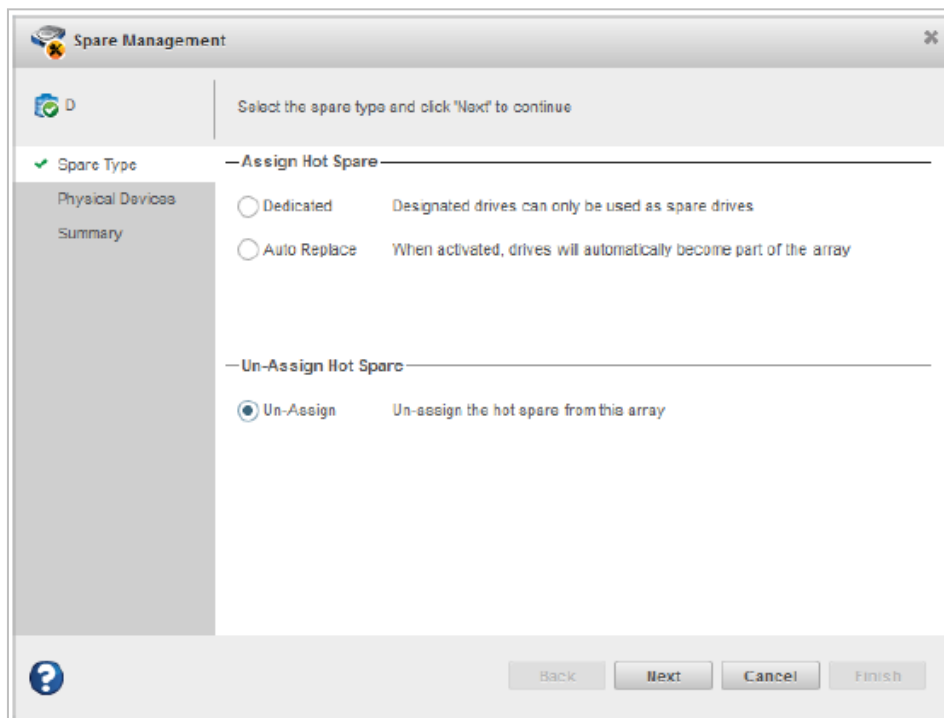 Spare Management
D
Select the spare type and click 'Next' to continue
Spare Type
Physical Devices
Summary
Assign Hot Spare
Dedicated Designated drives can only be used as spare drives
Auto Replace When activated, drives will automatically become part of the array
Un-Assign Hot Spare
Un-Assign Un-assign the hot spare from this array
?
Back Next Cancel Finish